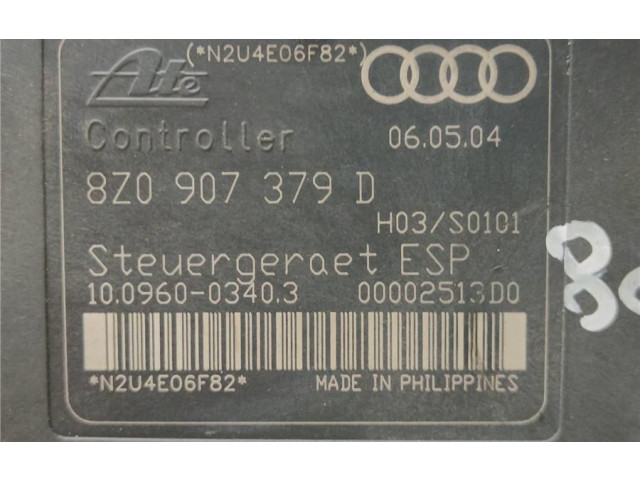 (*N2U4E06F82*)
Ate
Controller 06.05.04
8Z0 907 379 D
H03/S0101
Steuergeraet ESP
10.0960-0340.3 00002513D0
*N2U4E06F82* MADE IN PHILIPPINES